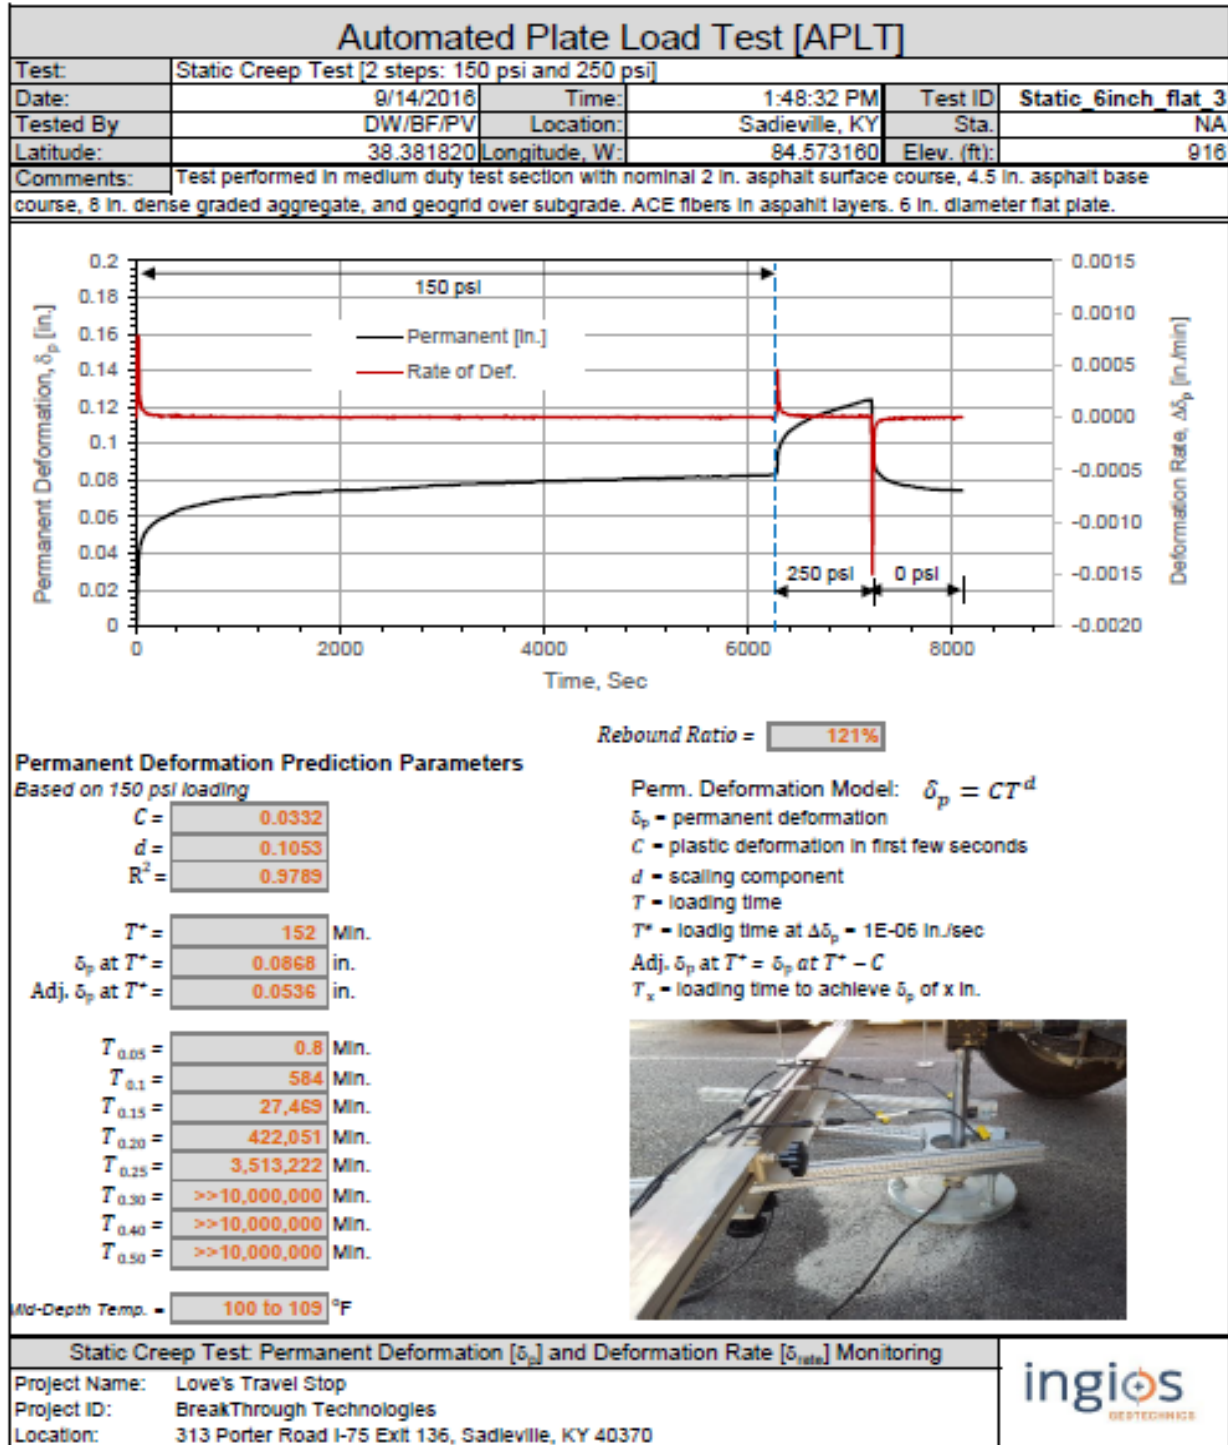 Automated Plate Load Test [APLT]
Test: Static Creep Test [2 steps: 150 psi and 250 psi]
Date: 9/14/2016 Time: 1:48:32 PM Test ID Static_6inch_flat_3
Tested By DW/BF/PV Location: Sadieville, KY Sta. NA
Latitude: 38.381820 Longitude, W: 84.573160 Elev. (ft): 916
Comments: Test performed in medium duty test section with nominal 2 in. asphalt surface course, 4.5 in. asphalt base
course, 8 in. dense graded aggregate, and geogrid over subgrade. ACE fibers in aspahlt layers. 6 in. diameter flat plate.
Permanent Deformation, δp [in.]
0.2
0.18
0.16
0.14
0.12
0.1
0.08
0.06
0.04
0.02
0
150 psi
Permanent [in.]
Rate of Def.
250 psi 0 psi
0.0015
0.0010
0.0005
0.0000
-0.0005
-0.0010
-0.0015
-0.0020
Deformation Rate, Δδp [in./min]
0 2000 4000 6000 8000
Time, Sec
Rebound Ratio = 121%
Permanent Deformation Prediction Parameters
Based on 150 psi loading
C = 0.0332
d = 0.1053
R² = 0.9789
T* = 152 Min.
δp at T* = 0.0868 in.
Adj. δp at T* = 0.0536 in.
T 0.05 = 0.8 Min.
T 0.1 = 584 Min.
T 0.15 = 27,469 Min.
T 0.20 = 422,051 Min.
T 0.25 = 3,513,222 Min.
T 0.30 = >>10,000,000 Min.
T 0.40 = >>10,000,000 Min.
T 0.50 = >>10,000,000 Min.
Mid-Depth Temp. = 100 to 109 °F
Perm. Deformation Model: δp = CT^d
δp = permanent deformation
C = plastic deformation in first few seconds
d = scaling component
T = loading time
T* = loadig time at Δδp = 1E-06 in./sec
Adj. δp at T* = δp at T* − C
Tx = loading time to achieve δp of x in.
Static Creep Test: Permanent Deformation [δp] and Deformation Rate [δrate] Monitoring
Project Name: Love's Travel Stop
Project ID: BreakThrough Technologies
Location: 313 Porter Road I-75 Exit 136, Sadieville, KY 40370
ingios
GEOTECHNICS